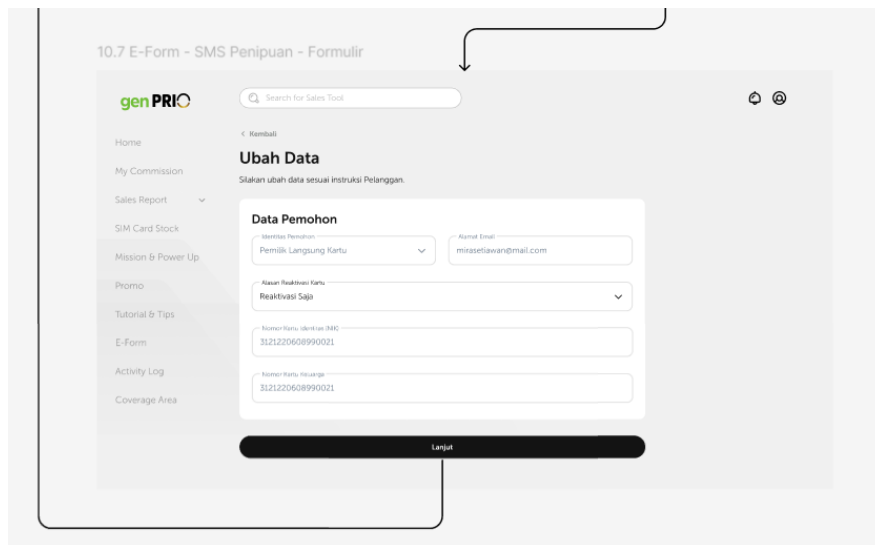 10.7 E-Form - SMS Penipuan - Formulir
gen PRIO
Search for Sales Tool
Home
My Commission
Sales Report
SIM Card Stock
Mission & Power Up
Promo
Tutorial & Tips
E-Form
Activity Log
Coverage Area
< Kembali
Ubah Data
Silakan ubah data sesuai instruksi Pelanggan.
Data Pemohon
Identitas Pemohon
Pemilik Langsung Kartu
Alamat Email
mirasetiawan@mail.com
Alasan Reaktivasi Kartu
Reaktivasi Saja
Nomor Kartu Identitas (NIK)
3121220608990021
Nomor Kartu Keluarga
3121220608990021
Lanjut